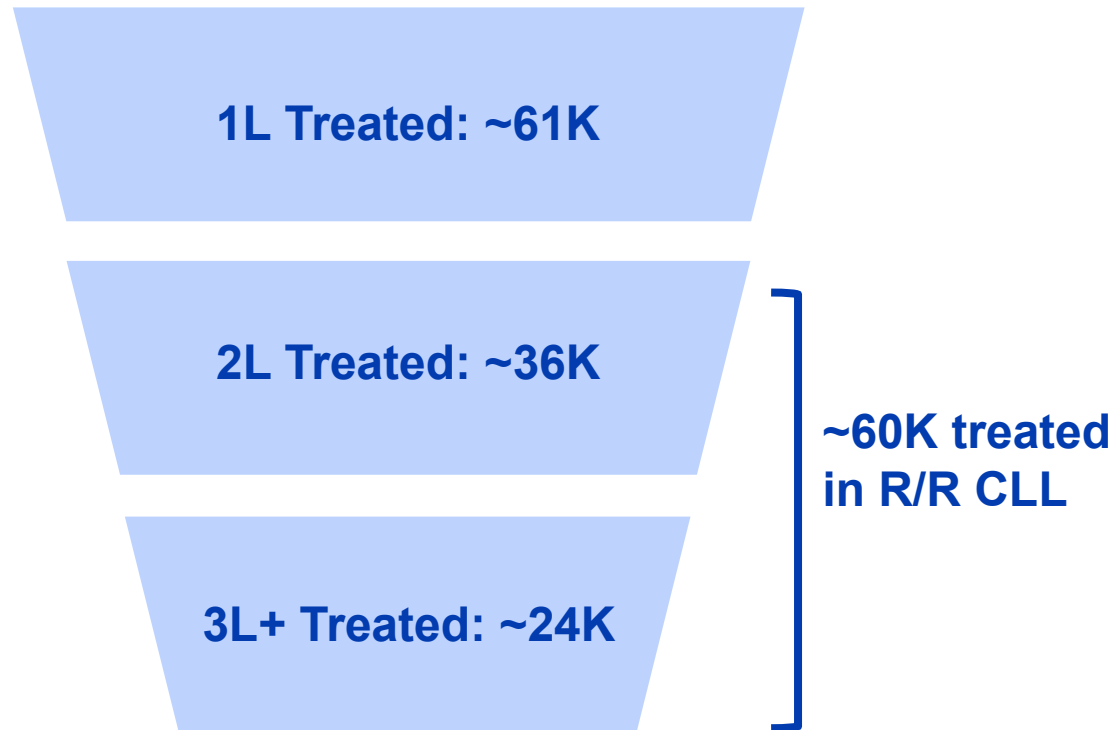 1L Treated: ~61K
2L Treated: ~36K
~60K treated
in R/R CLL
3L+ Treated: ~24K